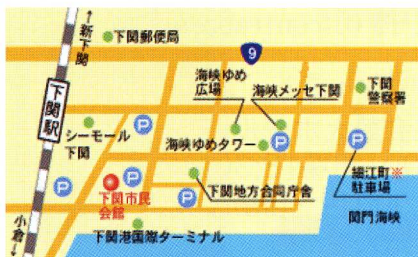 ↑新下関
下関郵便局
9
海峡ゆめ
広場
海峡メッセ下関
下関
警察署
下関駅
シーモール
下関
P
海峡ゆめタワー
P
P
細江町※
駐車場
P
下関市民
会館
P
下関地方合同庁舎
関門海峡
下関港国際ターミナル
小倉↓